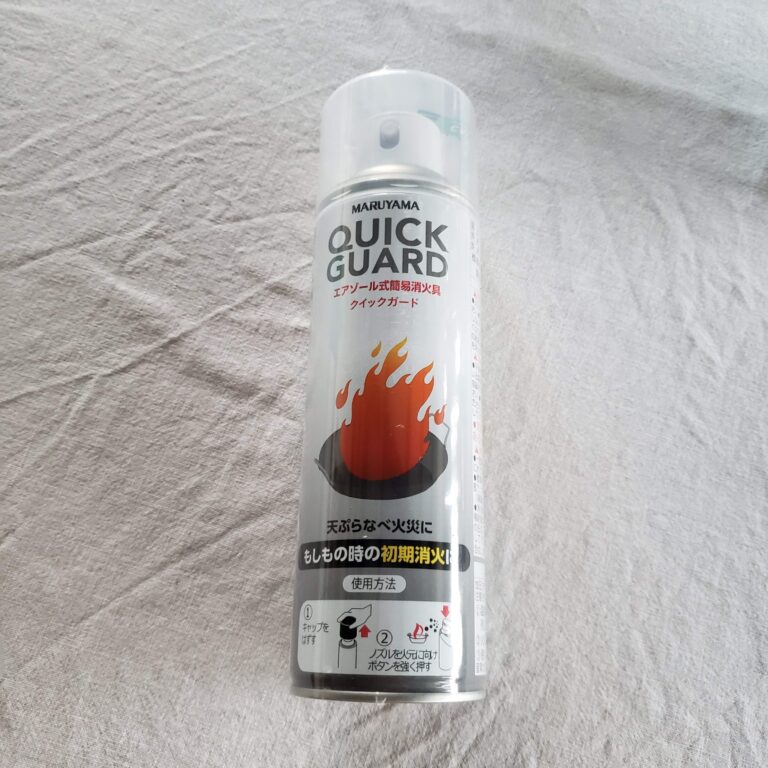 MARUYAMA
QUICK
GUARD
エアゾール式簡易消火具
クイックガード
天ぷらなべ火災に
もしもの時の初期消火に
使用方法
①
キャップを
はずす
②
ノズルを火元に向け
ボタンを強く押す